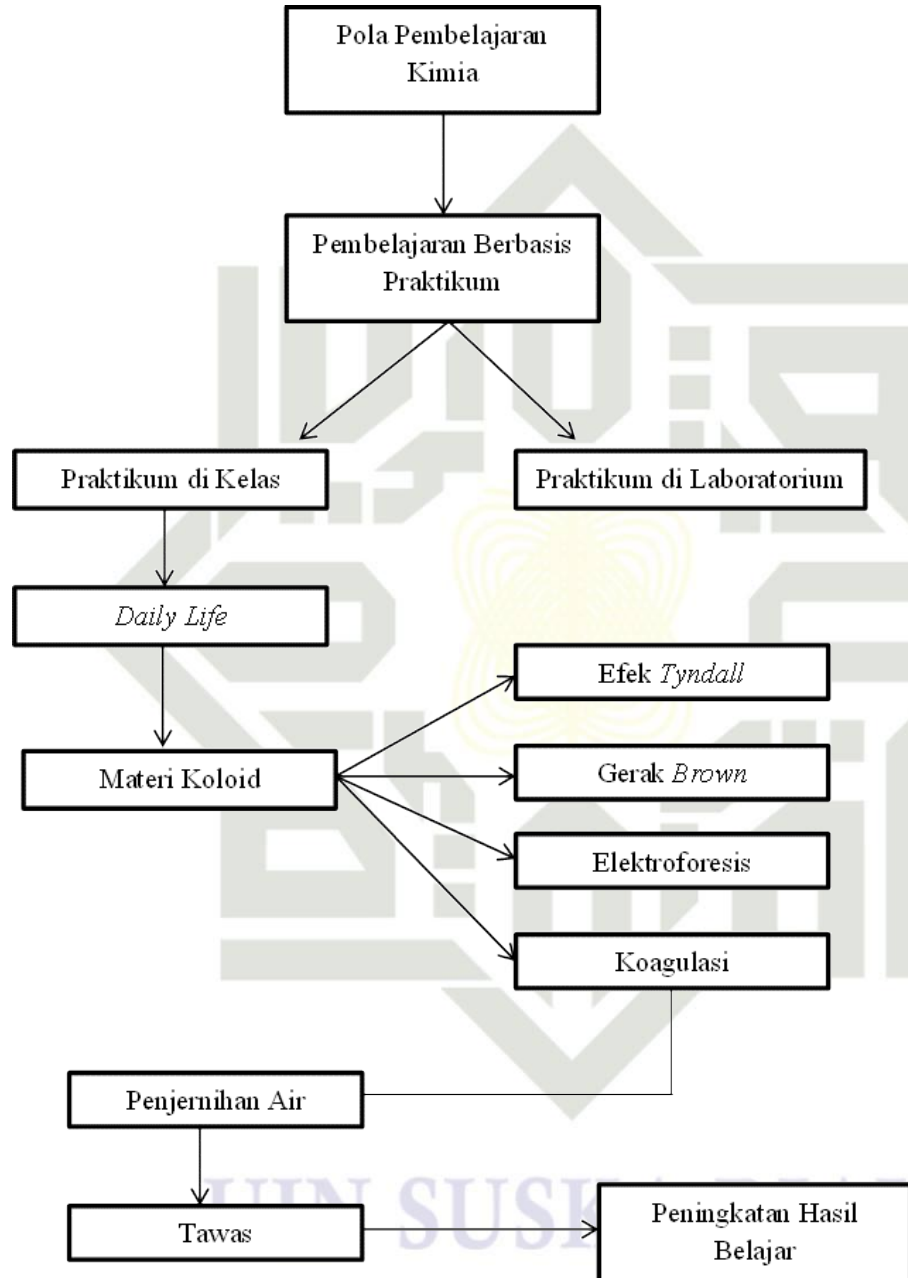 Pola Pembelajaran
Kimia
Pembelajaran Berbasis
Praktikum
Praktikum di Kelas
Praktikum di Laboratorium
Daily Life
Efek Tyndall
Materi Koloid
Gerak Brown
Elektroforesis
Koagulasi
Penjernihan Air
UIN SUSKA
Tawas
Peningkatan Hasil
Belajar